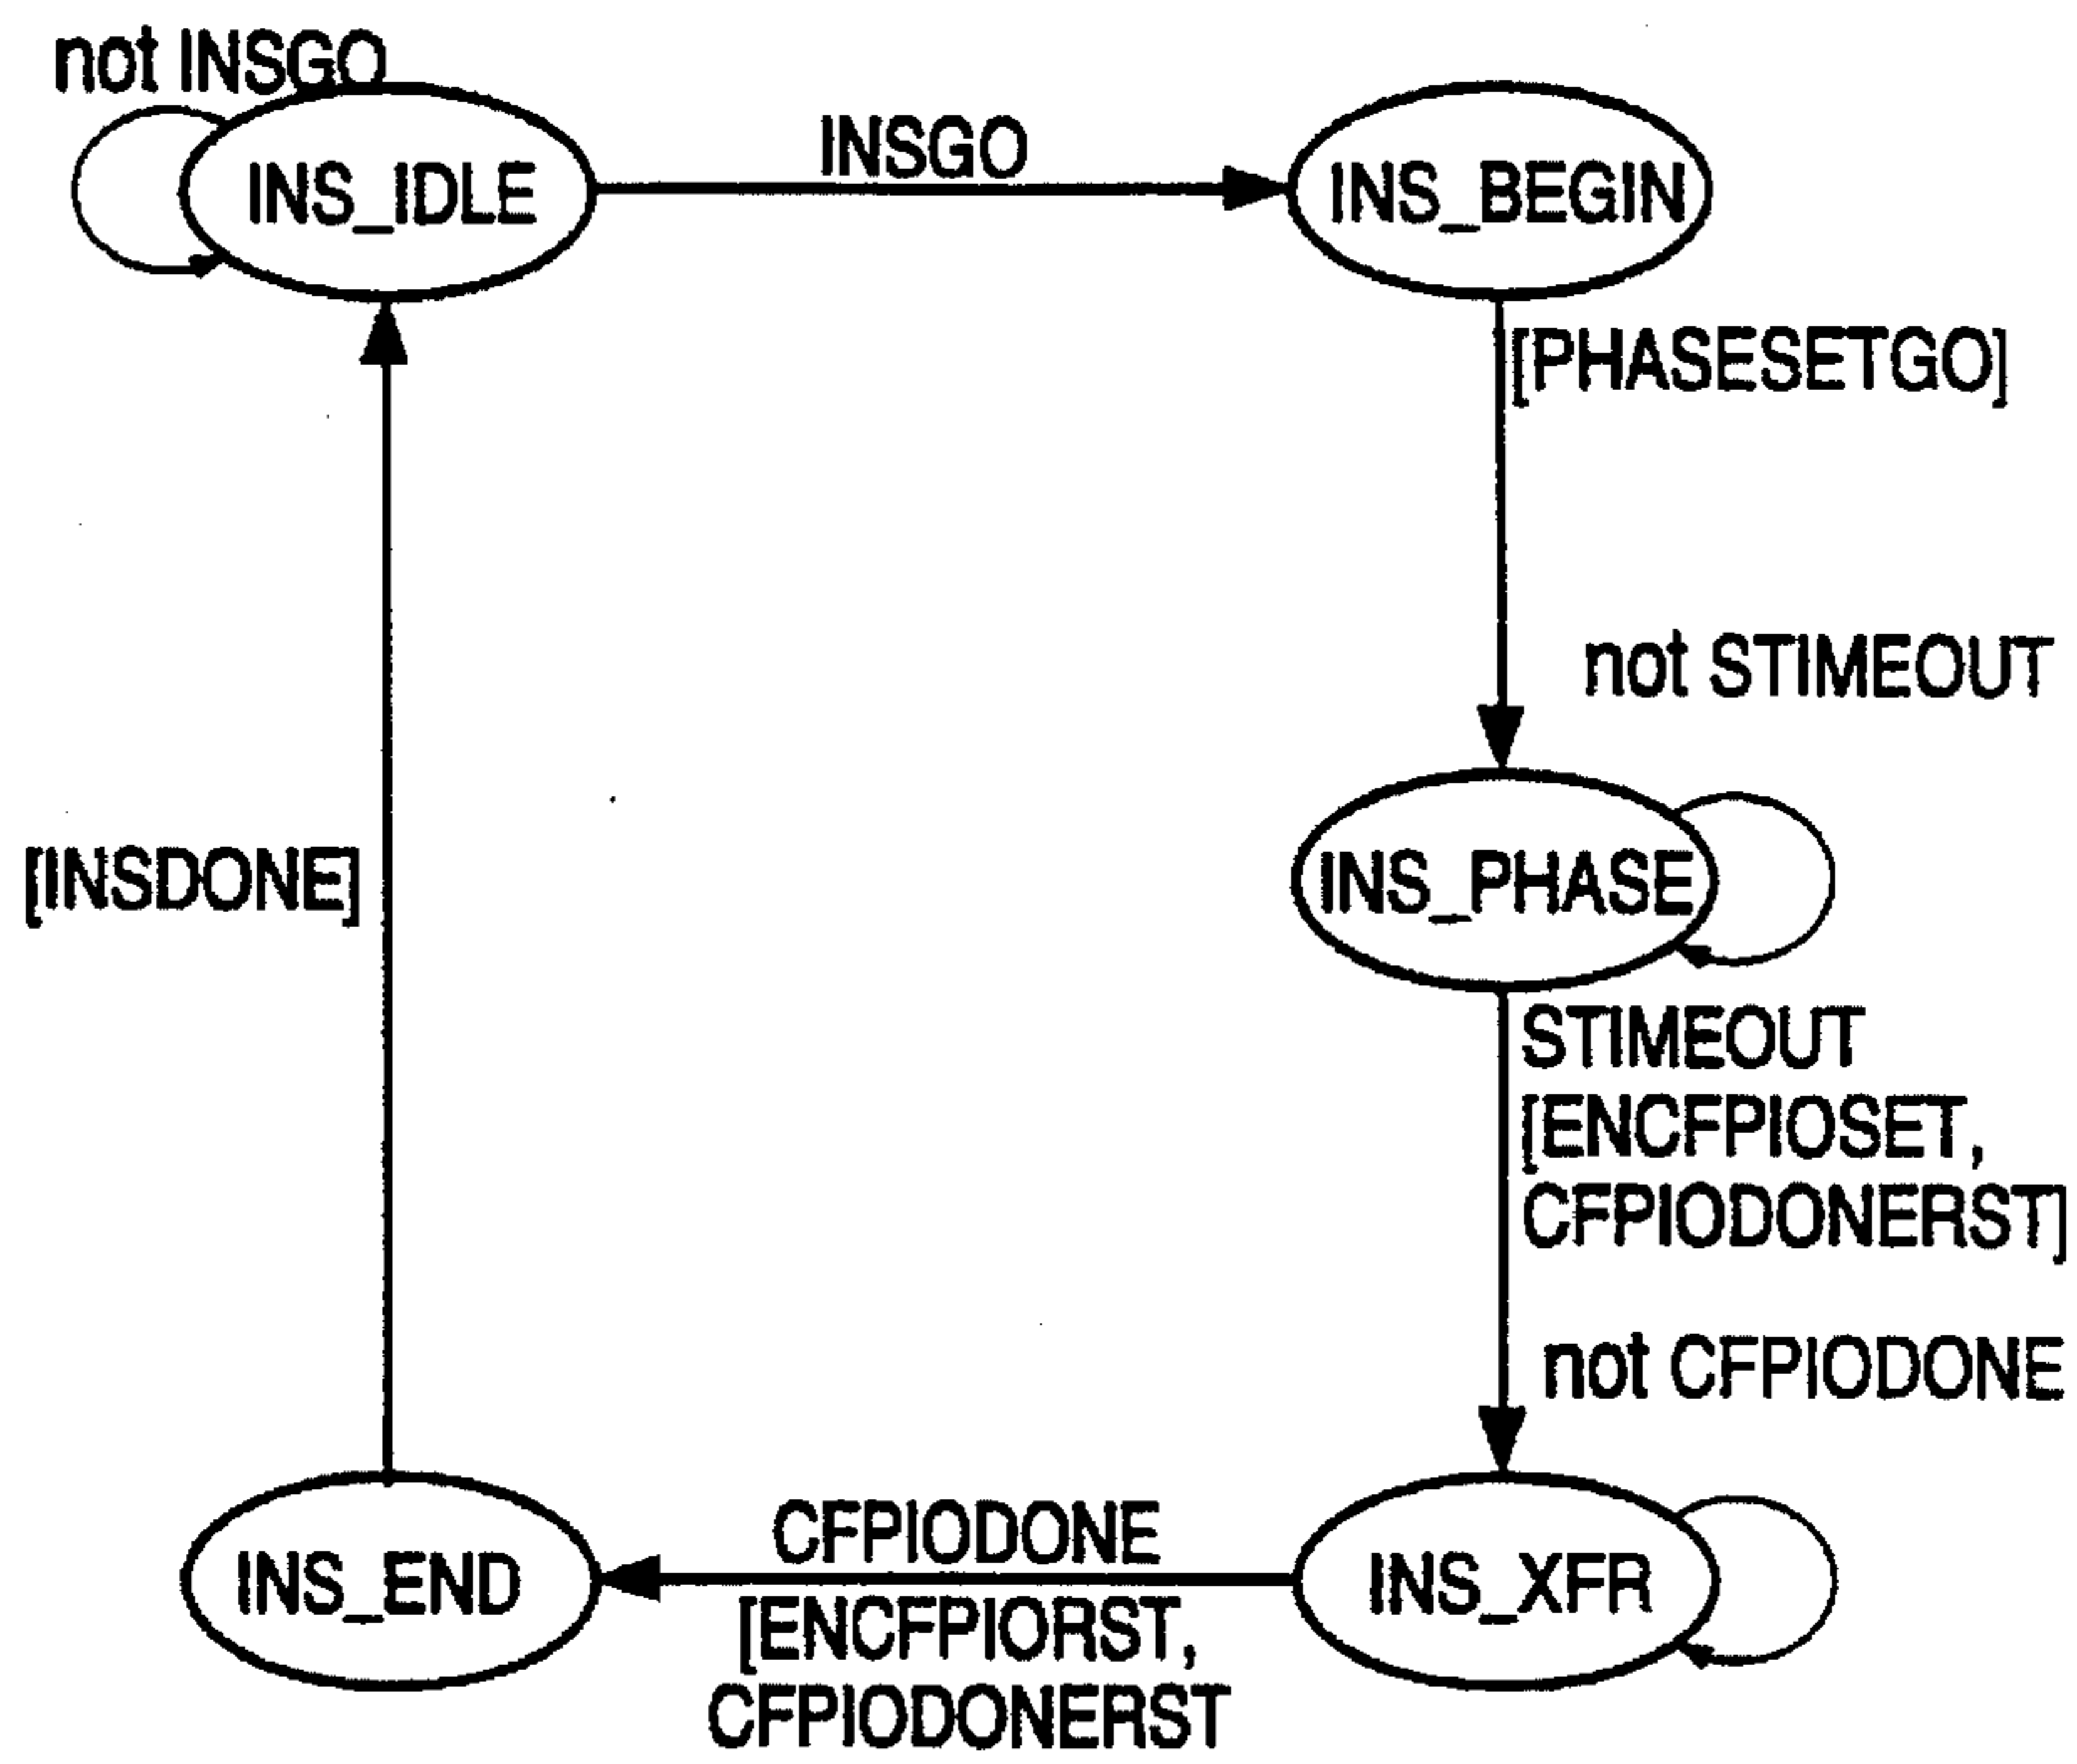 not INSGO
INSGO
INS_IDLE
INS_BEGIN
[PHASESETGO]
not STIMEOUT
[INSDONE]
INS_PHASE
STIMEOUT
[ENCFPIOSET,
CFPIODONERST]
not CFPIODONE
CFPIODONE
INS_END
INS_XFR
[ENCFPIORST,
CFPIODONERST